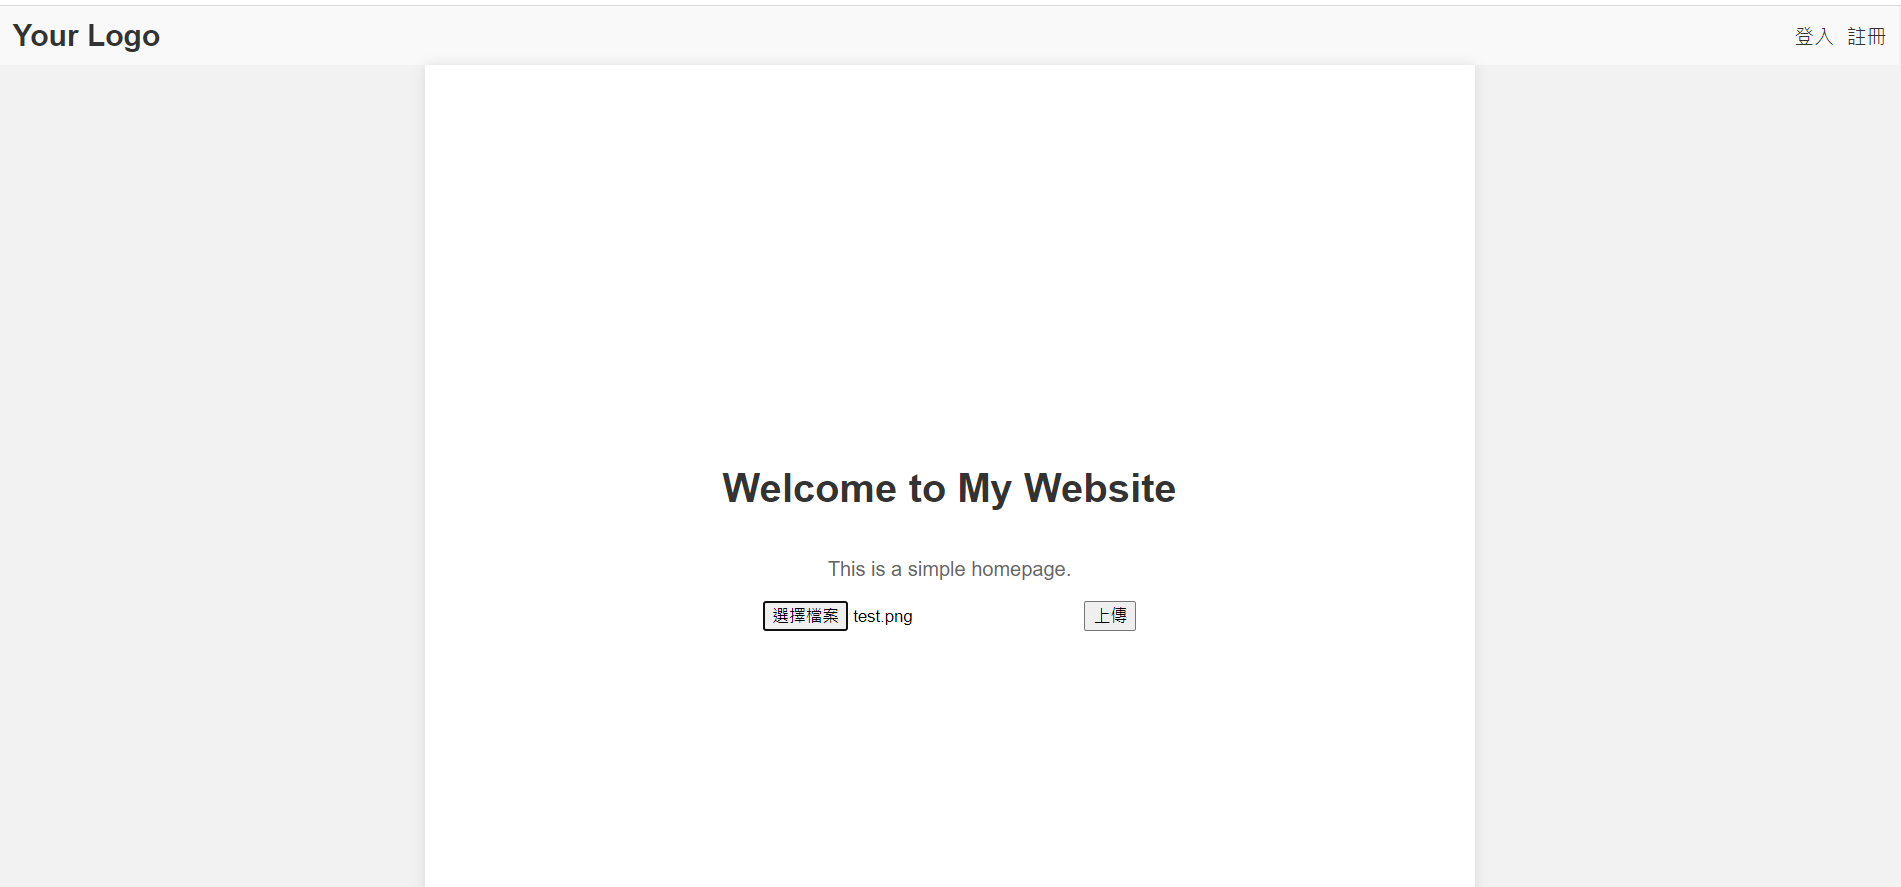 Your Logo
登入 註冊
Welcome to My Website
This is a simple homepage.
選擇檔案 test.png 上傳